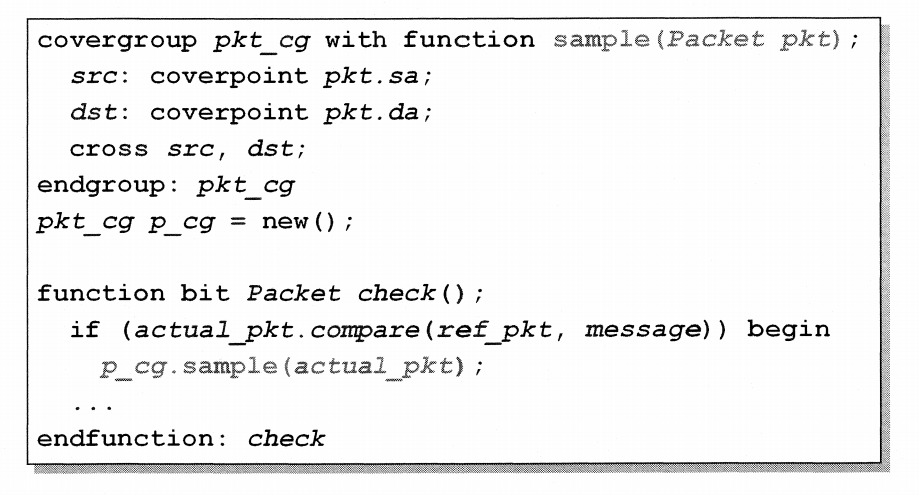 covergroup pkt_cg with function sample(Packet pkt);
src: coverpoint pkt.sa;
dst: coverpoint pkt.da;
cross src, dst;
endgroup: pkt_cg
pkt_cg p_cg = new();
function bit Packet check();
if (actual_pkt.compare(ref_pkt, message)) begin
p_cg.sample(actual_pkt);
...
endfunction: check